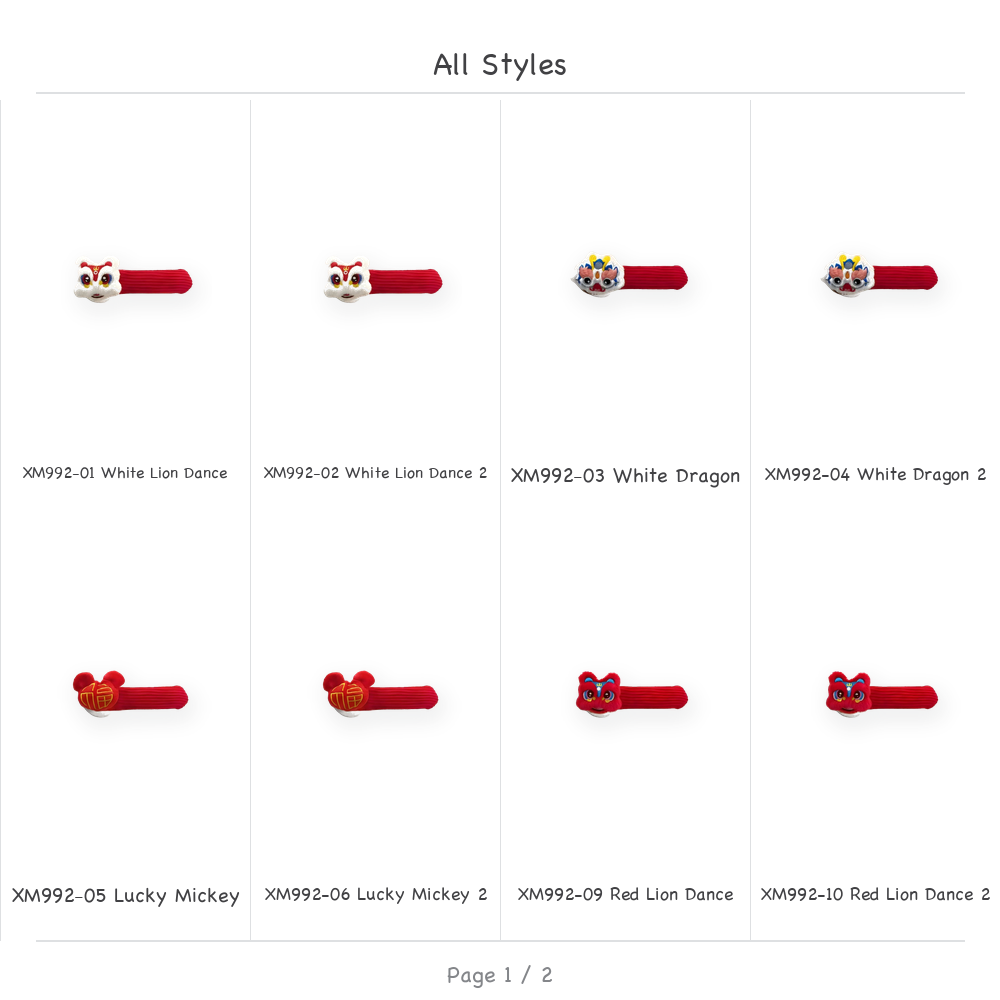 All Styles
XM992-01 White Lion Dance
XM992-02 White Lion Dance 2
XM992-03 White Dragon
XM992-04 White Dragon 2
XM992-05 Lucky Mickey
XM992-06 Lucky Mickey 2
XM992-09 Red Lion Dance
XM992-10 Red Lion Dance 2
Page 1 / 2